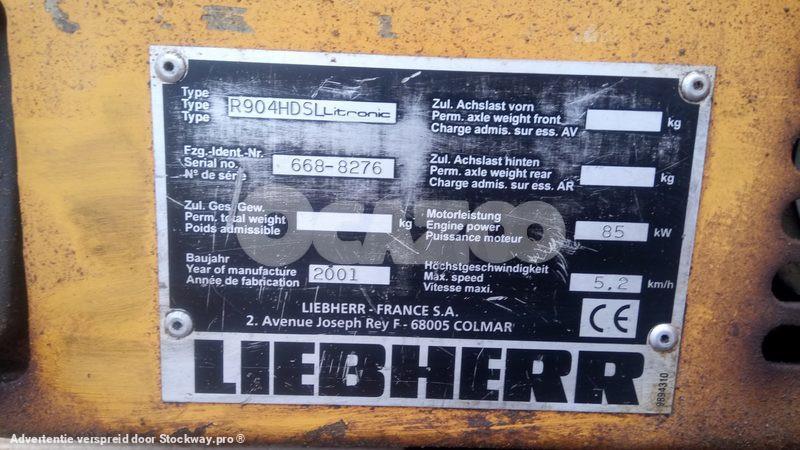 Type
Type R904HDSL Litronic
Type
Zul. Achslast vorn
Perm. axle weight front kg
Charge admis. sur ess. AV
Fzg.-Ident.-Nr.
Serial no. 668-8276
N° de série
Zul. Achslast hinten
Perm. axle weight rear kg
Charge admis. sur ess. AR
Zul. Ges. Gew.
Perm. total weight kg
Poids admissible
Motorleistung
Engine power 85 kW
Puissance moteur
Baujahr
Year of manufacture 2001
Année de fabrication
Höchstgeschwindigkeit
Max. speed 5,2 km/h
Vitesse maxi.
LIEBHERR - FRANCE S.A.
2. Avenue Joseph Rey F - 68005 COLMAR
CE
LIEBHERR
9894310
OCAZOO
Advertentie verspreid door Stockway.pro ®